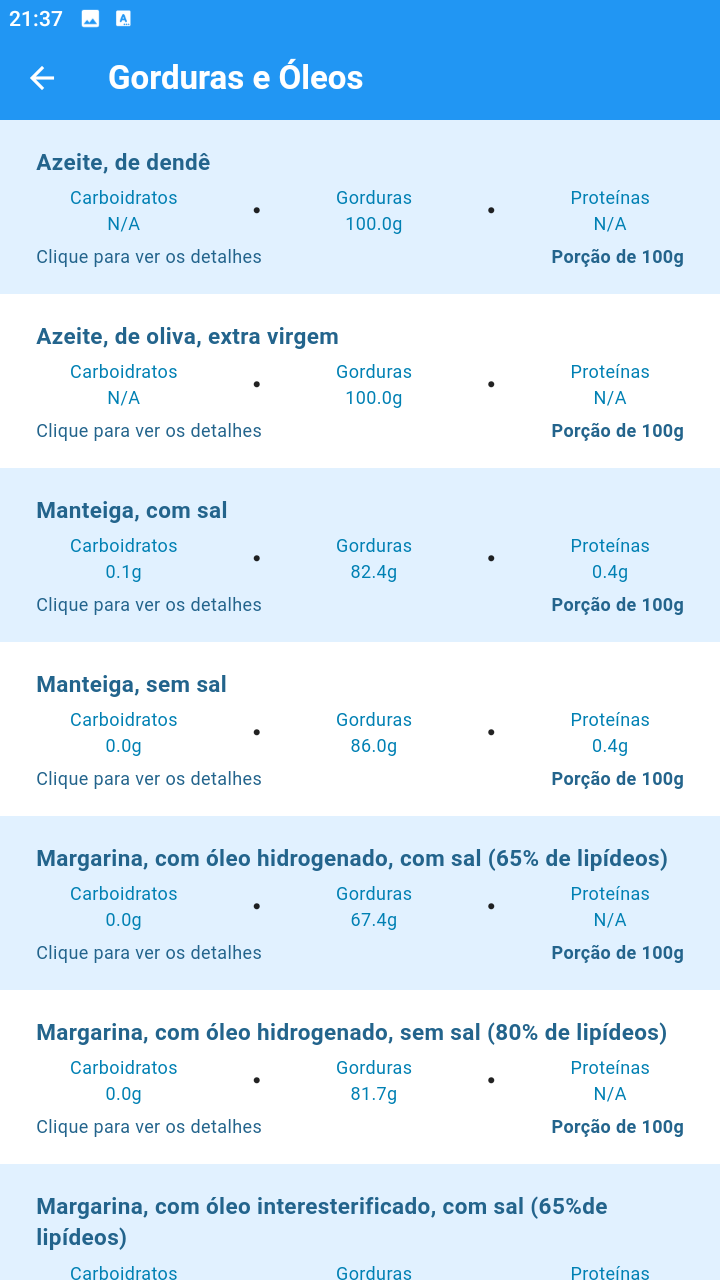 21:37
Gorduras e Óleos
Azeite, de dendê
Carboidratos • Gorduras • Proteínas
N/A 100.0g N/A
Clique para ver os detalhes Porção de 100g
Azeite, de oliva, extra virgem
Carboidratos • Gorduras • Proteínas
N/A 100.0g N/A
Clique para ver os detalhes Porção de 100g
Manteiga, com sal
Carboidratos • Gorduras • Proteínas
0.1g 82.4g 0.4g
Clique para ver os detalhes Porção de 100g
Manteiga, sem sal
Carboidratos • Gorduras • Proteínas
0.0g 86.0g 0.4g
Clique para ver os detalhes Porção de 100g
Margarina, com óleo hidrogenado, com sal (65% de lipídeos)
Carboidratos • Gorduras • Proteínas
0.0g 67.4g N/A
Clique para ver os detalhes Porção de 100g
Margarina, com óleo hidrogenado, sem sal (80% de lipídeos)
Carboidratos • Gorduras • Proteínas
0.0g 81.7g N/A
Clique para ver os detalhes Porção de 100g
Margarina, com óleo interesterificado, com sal (65%de
lipídeos)
Carboidratos Gorduras Proteínas